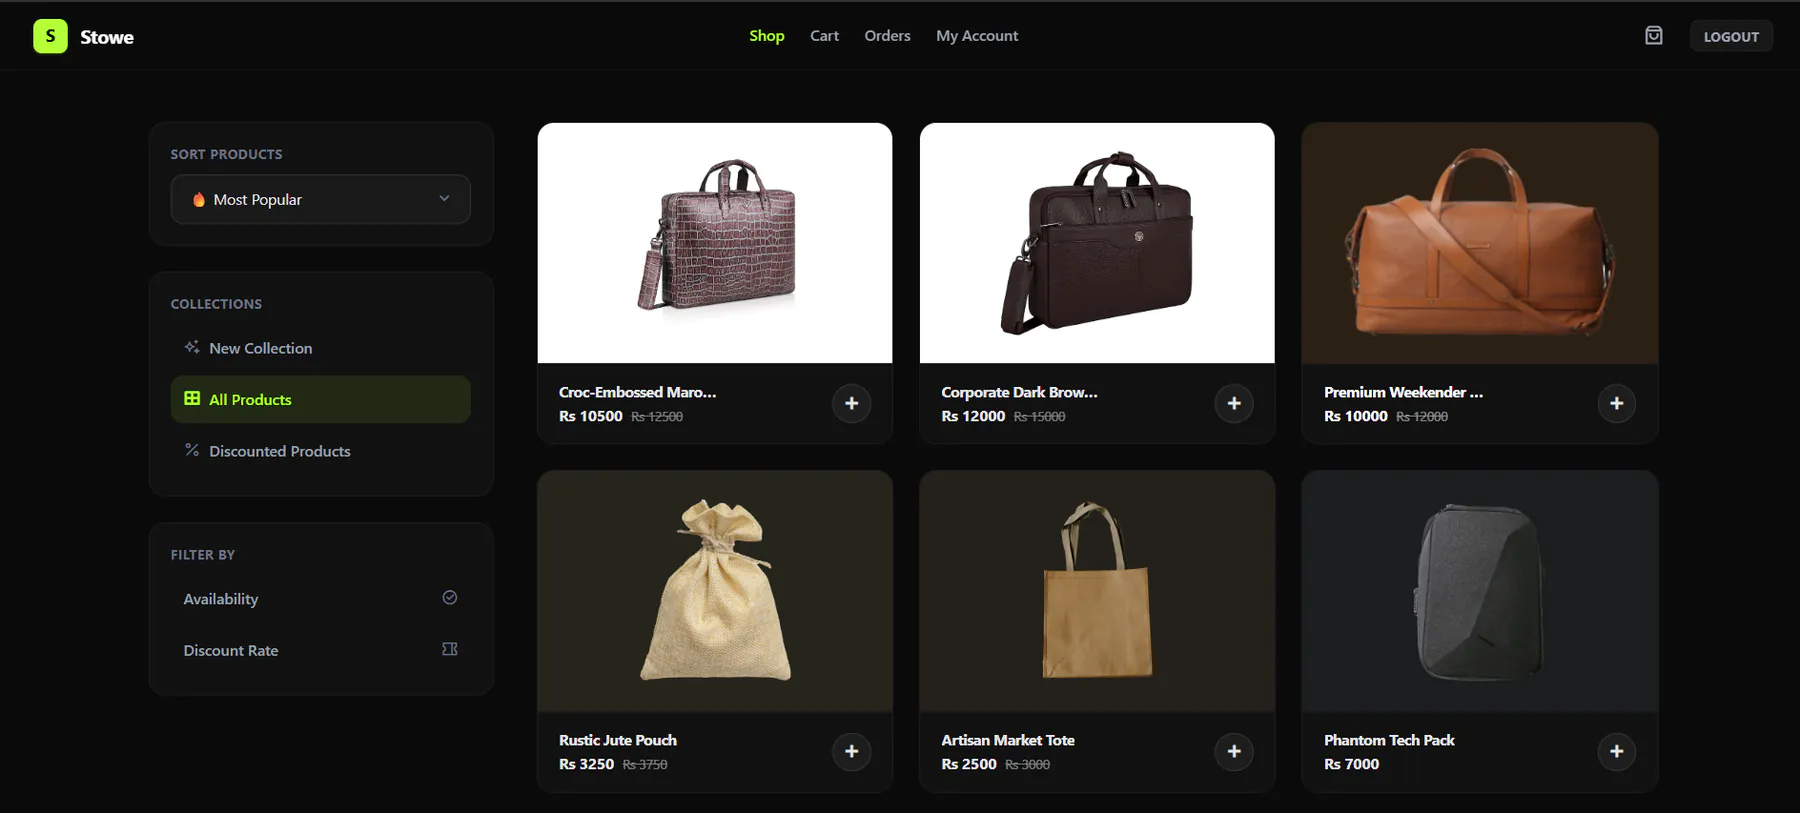 S Stowe
Shop Cart Orders My Account
LOGOUT
SORT PRODUCTS
🔥 Most Popular
COLLECTIONS
New Collection
All Products
Discounted Products
FILTER BY
Availability
Discount Rate
Croc-Embossed Maro...
Rs 10500 Rs 12500
Corporate Dark Brow...
Rs 12000 Rs 15000
Premium Weekender ...
Rs 10000 Rs 12000
Rustic Jute Pouch
Rs 3250 Rs 3750
Artisan Market Tote
Rs 2500 Rs 3000
Phantom Tech Pack
Rs 7000